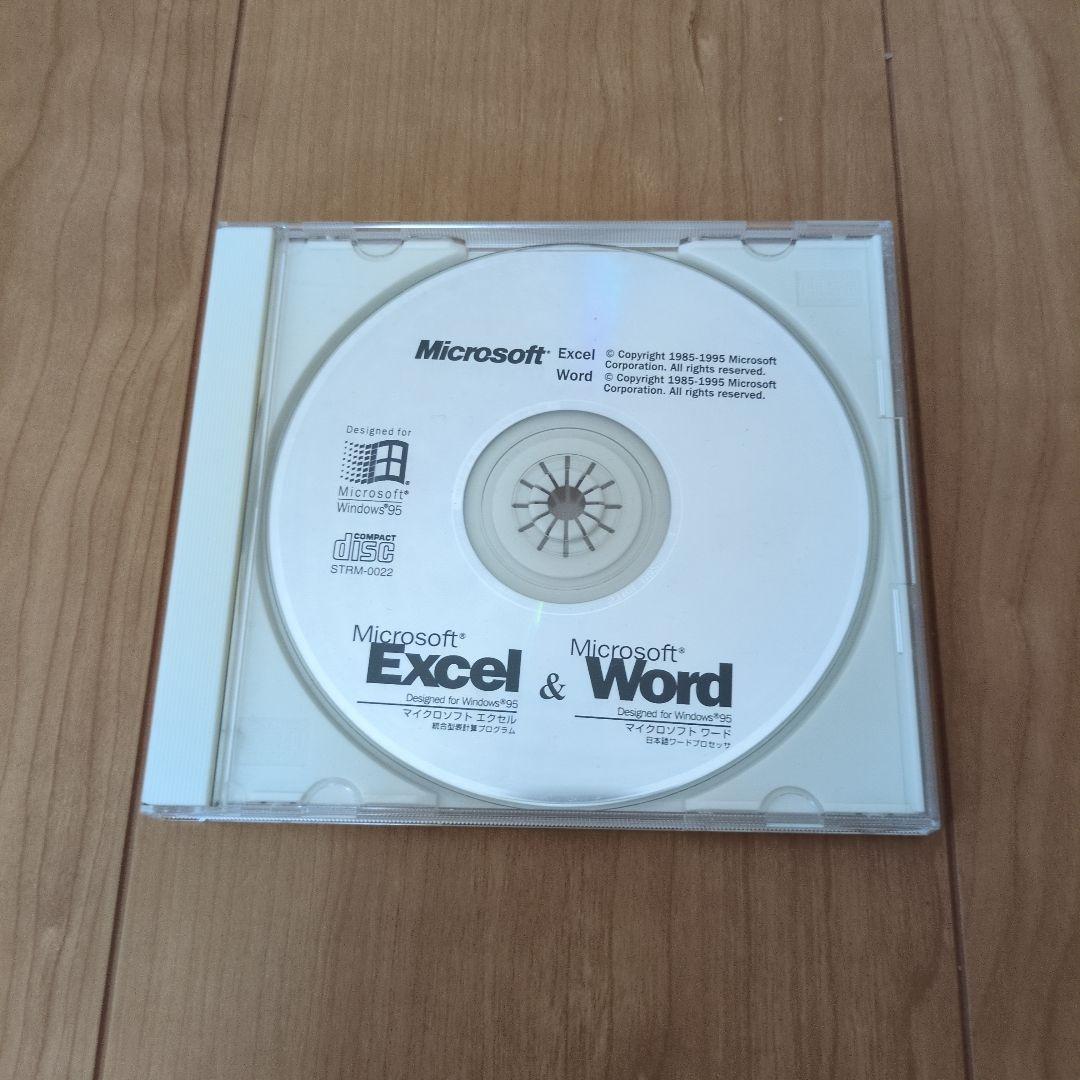 Microsoft® Excel © Copyright 1985-1995 Microsoft
Corporation. All rights reserved.
Word © Copyright 1985-1995 Microsoft
Corporation. All rights reserved.
Designed for
Microsoft®
Windows®95
COMPACT
disc
STRM-0022
Microsoft®
Excel
Designed for Windows®95
マイクロソフト エクセル
統合型表計算プログラム
&
Microsoft®
Word
Designed for Windows®95
マイクロソフト ワード
日本語ワードプロセッサ